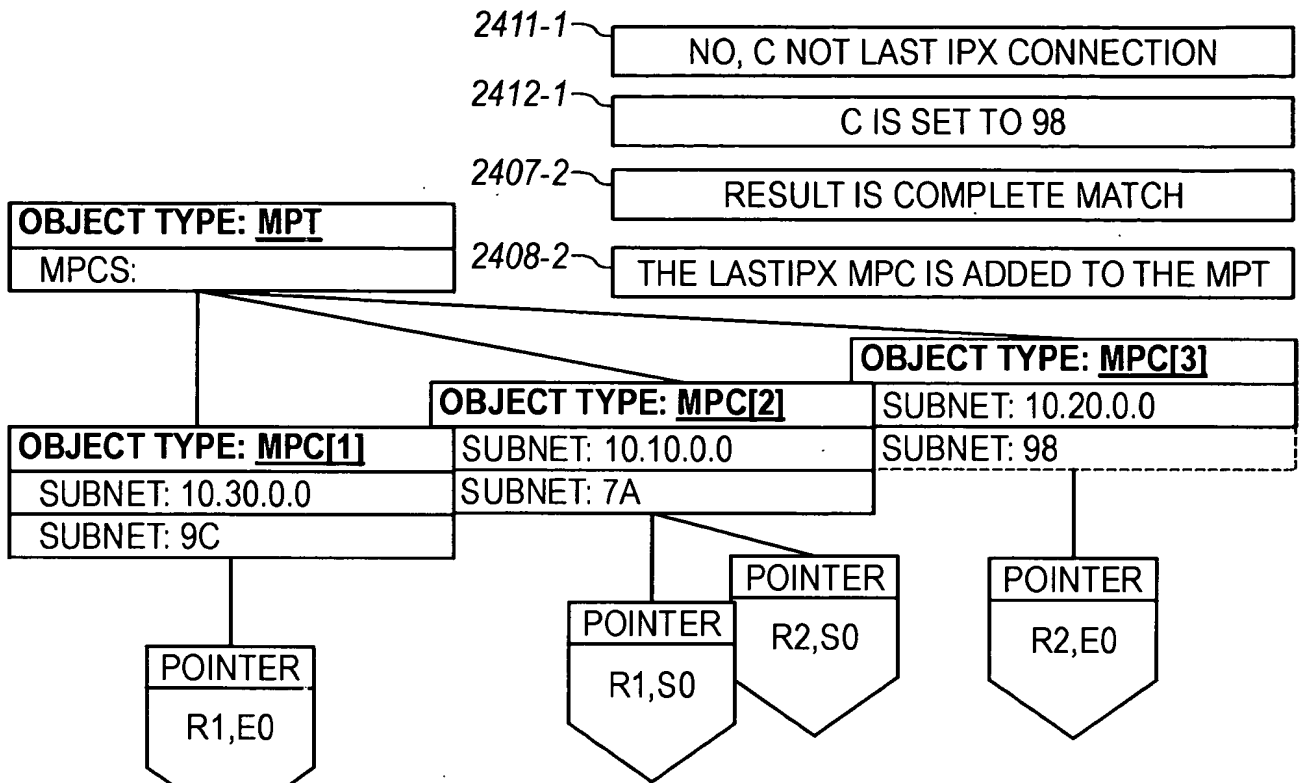 2411-1
NO, C NOT LAST IPX CONNECTION
2412-1
C IS SET TO 98
2407-2
RESULT IS COMPLETE MATCH
2408-2
THE LASTIPX MPC IS ADDED TO THE MPT
OBJECT TYPE: MPT
MPCS:
OBJECT TYPE: MPC[3]
SUBNET: 10.20.0.0
SUBNET: 98
OBJECT TYPE: MPC[2]
SUBNET: 10.10.0.0
SUBNET: 7A
OBJECT TYPE: MPC[1]
SUBNET: 10.30.0.0
SUBNET: 9C
POINTER
R1,E0
POINTER
R1,S0
POINTER
R2,S0
POINTER
R2,E0